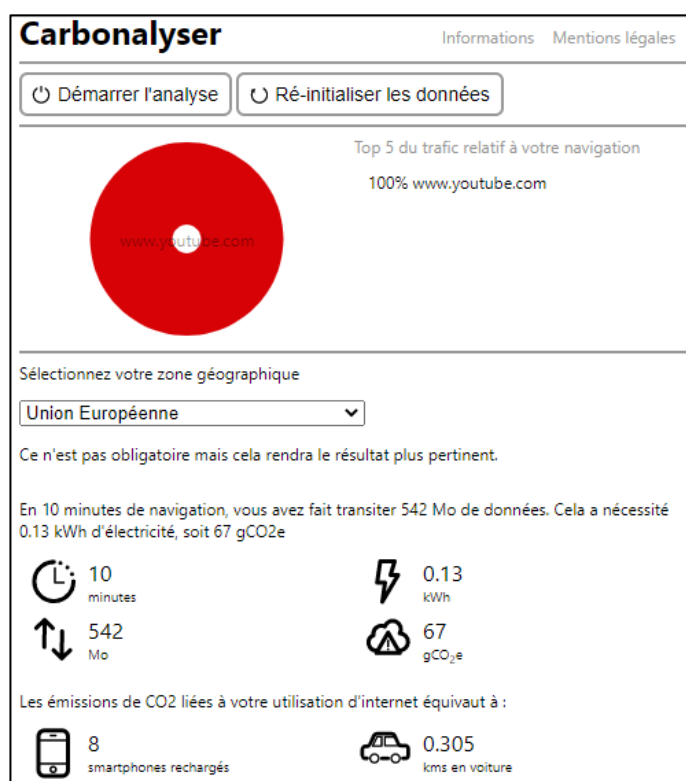 Carbonalyser
Informations Mentions légales
Démarrer l'analyse
Ré-initialiser les données
Top 5 du trafic relatif à votre navigation
100% www.youtube.com
www.youtube.com
Sélectionnez votre zone géographique
Union Européenne
Ce n'est pas obligatoire mais cela rendra le résultat plus pertinent.
En 10 minutes de navigation, vous avez fait transiter 542 Mo de données. Cela a nécessité
0.13 kWh d'électricité, soit 67 gCO2e
10
minutes
0.13
kWh
542
Mo
67
gCO₂e
Les émissions de CO2 liées à votre utilisation d'internet équivaut à :
8
smartphones rechargés
0.305
kms en voiture